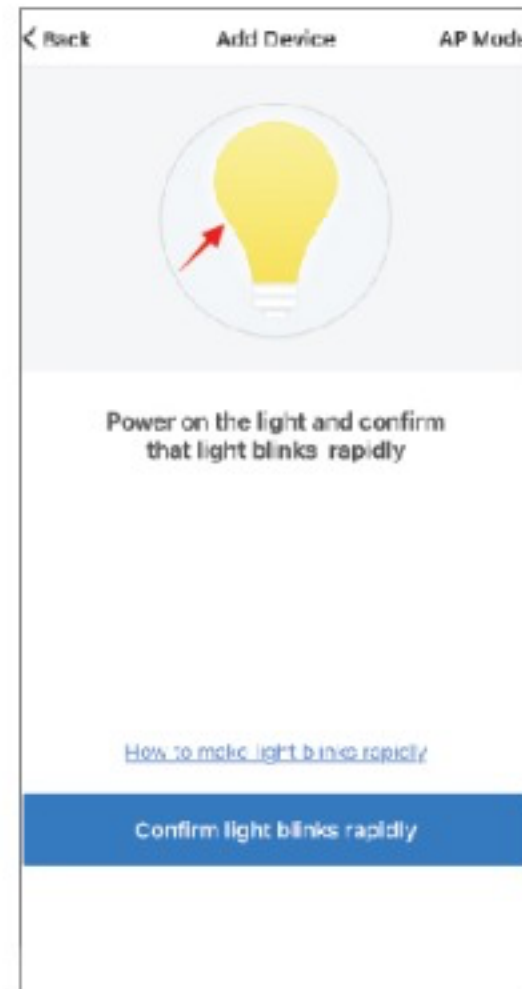 Back Add Device AP Mode
Power on the light and confirm
that light blinks rapidly
How to make light blinks rapidly
Confirm light blinks rapidly